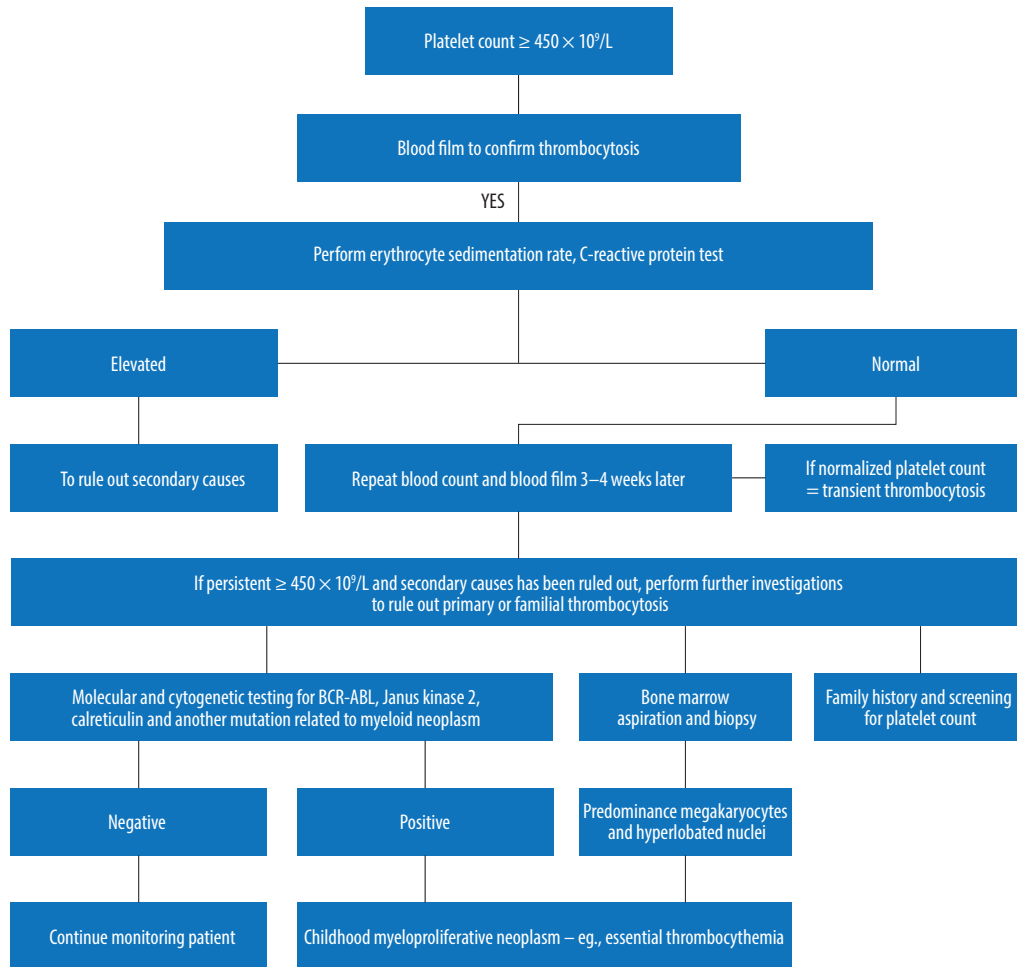 Platelet count ≥ 450 × 10⁹/L
Blood film to confirm thrombocytosis
YES
Perform erythrocyte sedimentation rate, C-reactive protein test
Elevated
Normal
To rule out secondary causes
Repeat blood count and blood film 3–4 weeks later
If normalized platelet count
= transient thrombocytosis
If persistent ≥ 450 × 10⁹/L and secondary causes has been ruled out, perform further investigations
to rule out primary or familial thrombocytosis
Molecular and cytogenetic testing for BCR-ABL, Janus kinase 2,
calreticulin and another mutation related to myeloid neoplasm
Bone marrow
aspiration and biopsy
Family history and screening
for platelet count
Negative
Positive
Predominance megakaryocytes
and hyperlobated nuclei
Continue monitoring patient
Childhood myeloproliferative neoplasm – eg., essential thrombocythemia